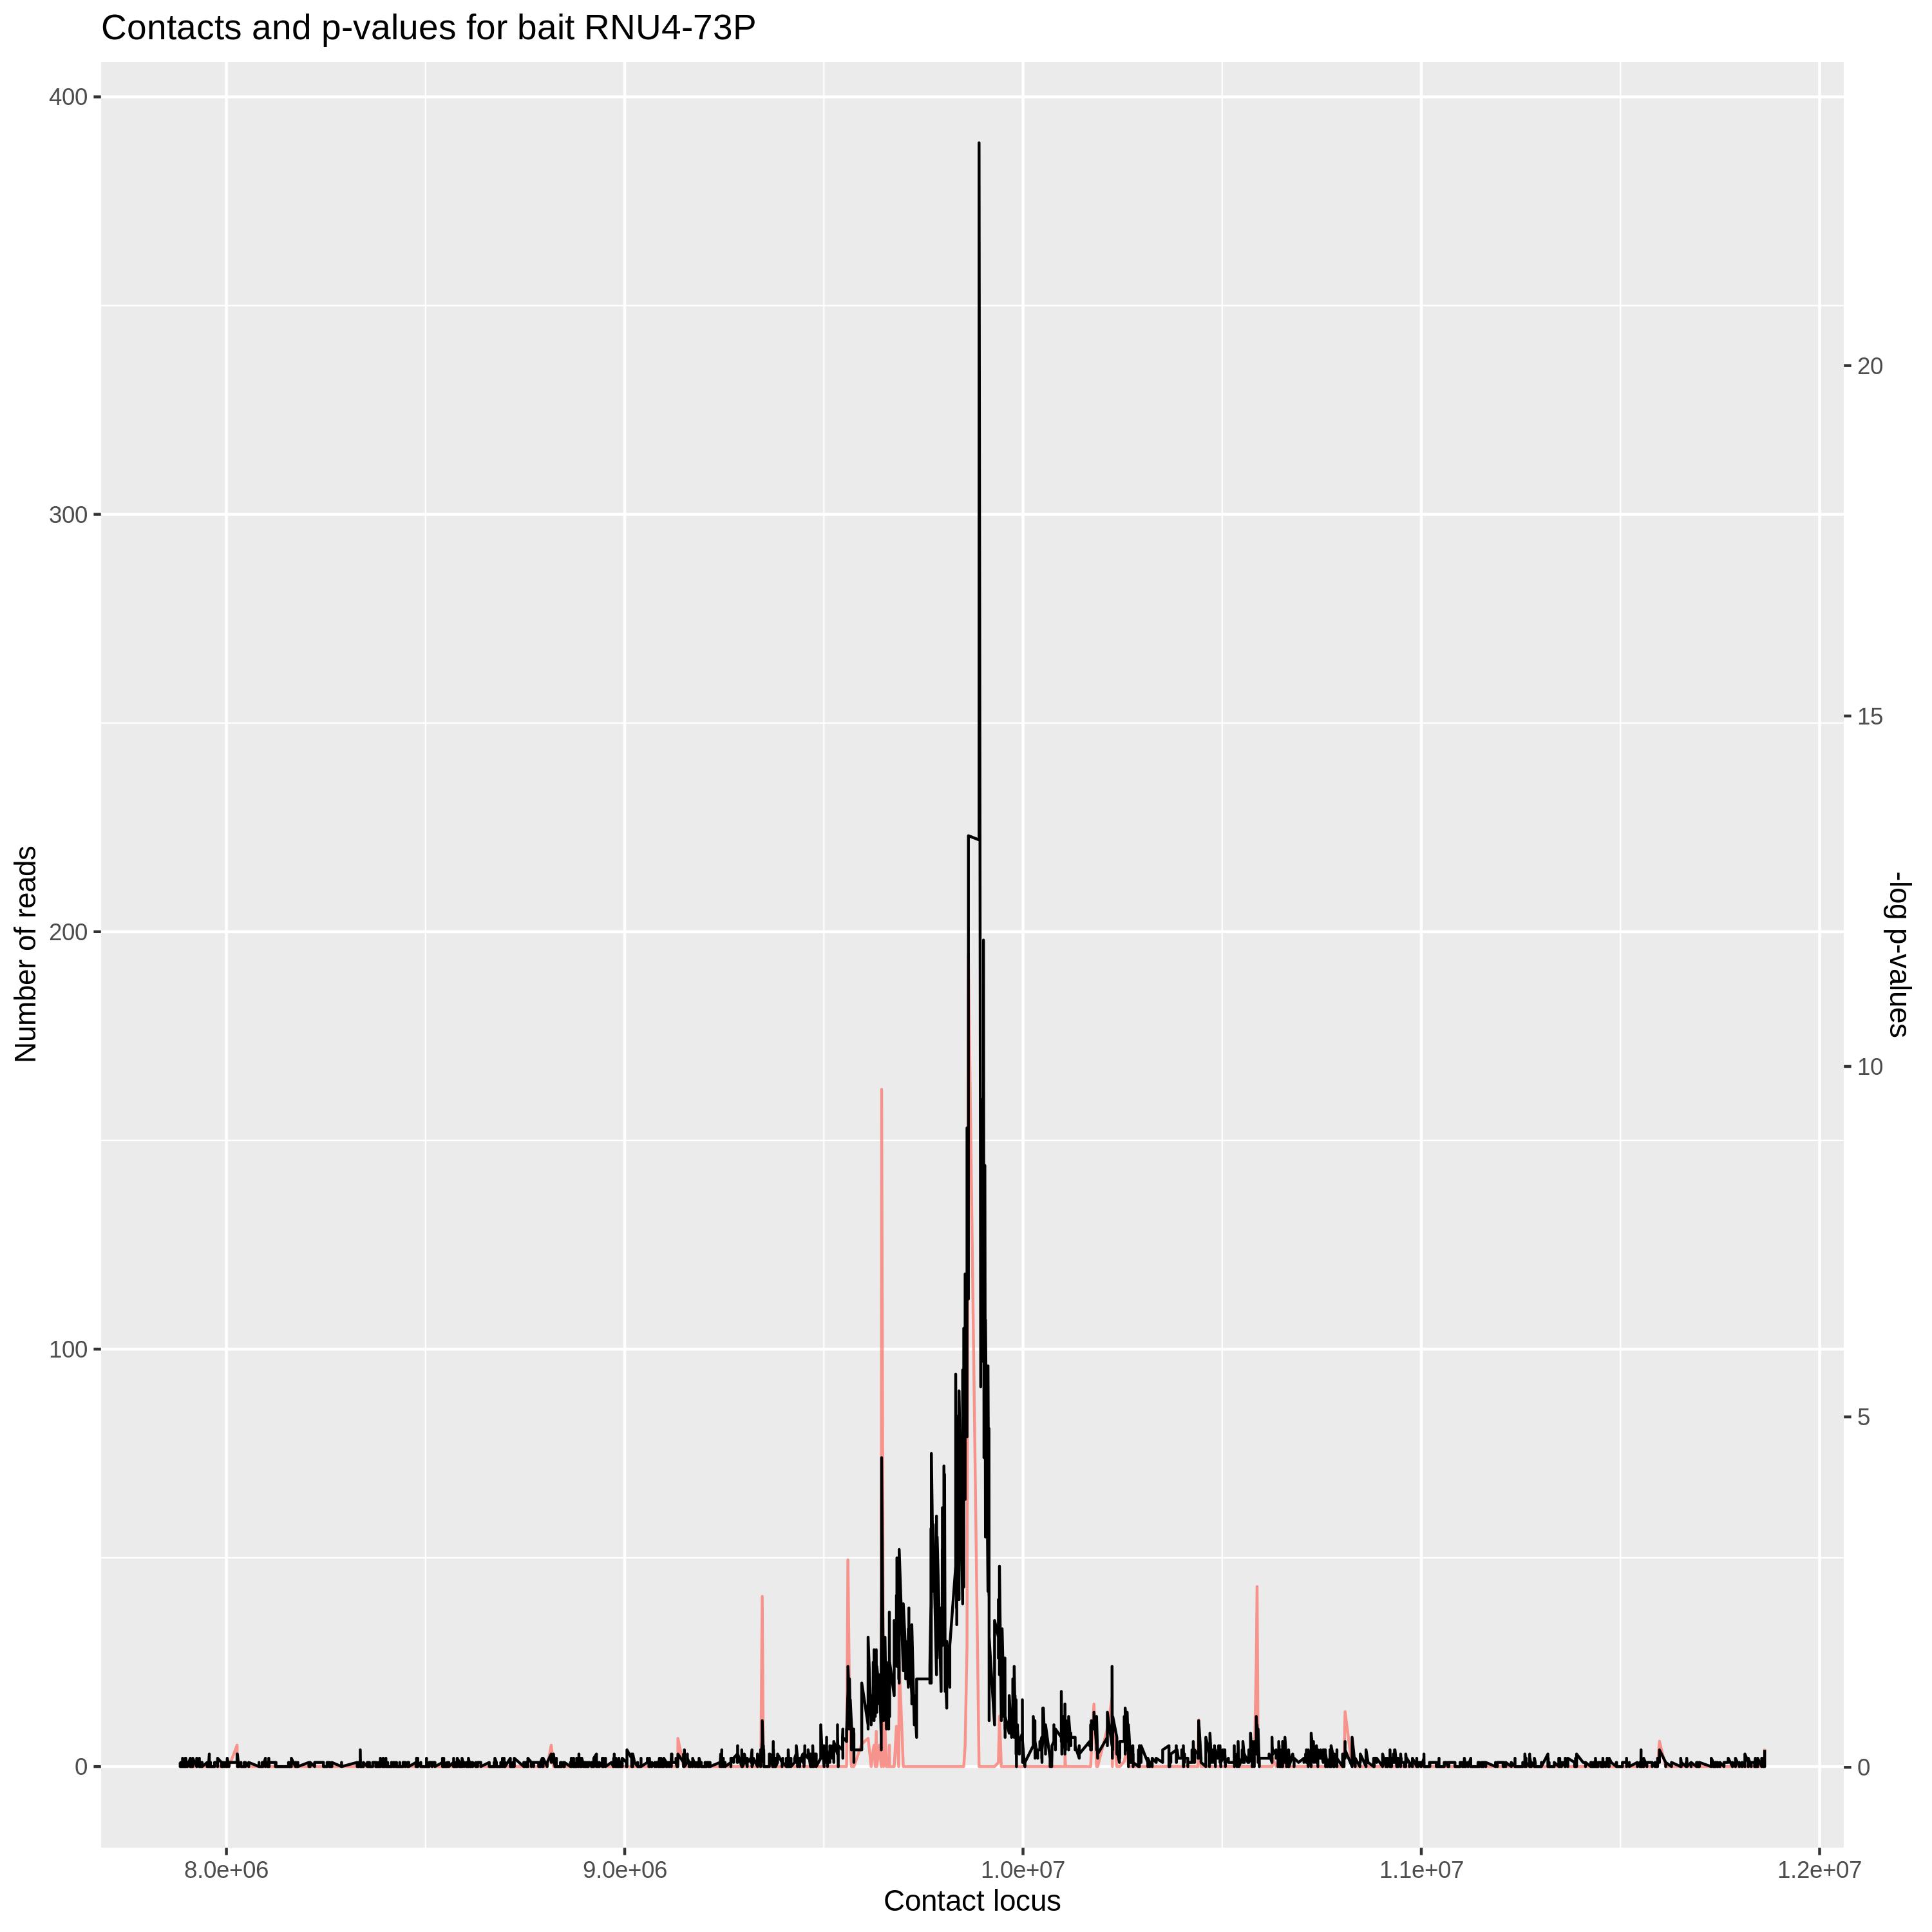 Contacts and p-values for bait RNU4-73P
400
300
200
100
0
Number of reads
20
15
10
5
0
-log p-values
8.0e+06
9.0e+06
1.0e+07
1.1e+07
1.2e+07
Contact locus